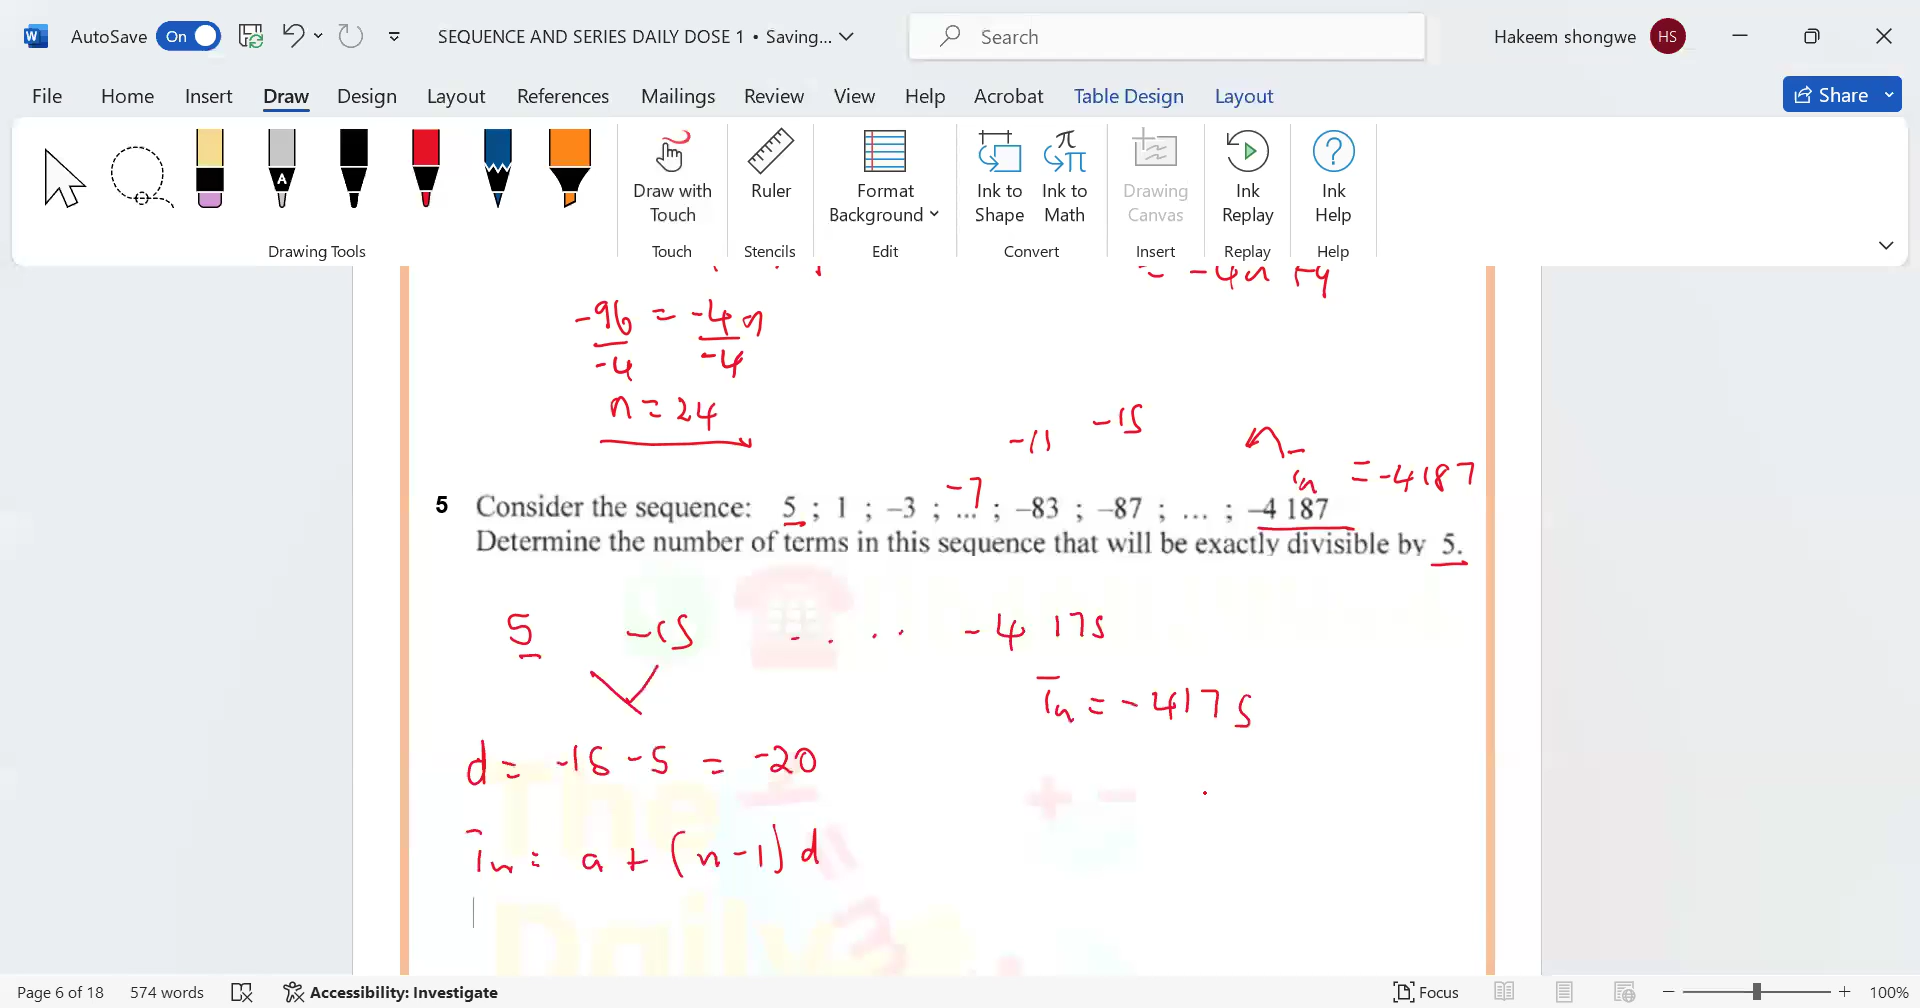 AutoSave On SEQUENCE AND SERIES DAILY DOSE 1 • Saving... Search Hakeem shongwe HS
File Home Insert Draw Design Layout References Mailings Review View Help Acrobat Table Design Layout Share
A
Draw with Touch
Ruler
Format Background
Ink to Shape
Ink to Math
Drawing Canvas
Ink Replay
Ink Help
Drawing Tools Touch Stencils Edit Convert Insert Replay Help
= -4n +9
-96 = -4n
-4 -4
n = 24
-11 -15
-7
Tn = -4187
5 Consider the sequence: 5 ; 1 ; –3 ; ... ; –83 ; –87 ; ... ; –4 187
Determine the number of terms in this sequence that will be exactly divisible by 5.
5 -15 .... -4 175
Tn = -4175
d = -15 - 5 = -20
Tn = a + (n-1)d
The
Daily
Page 6 of 18 574 words Accessibility: Investigate Focus 100%